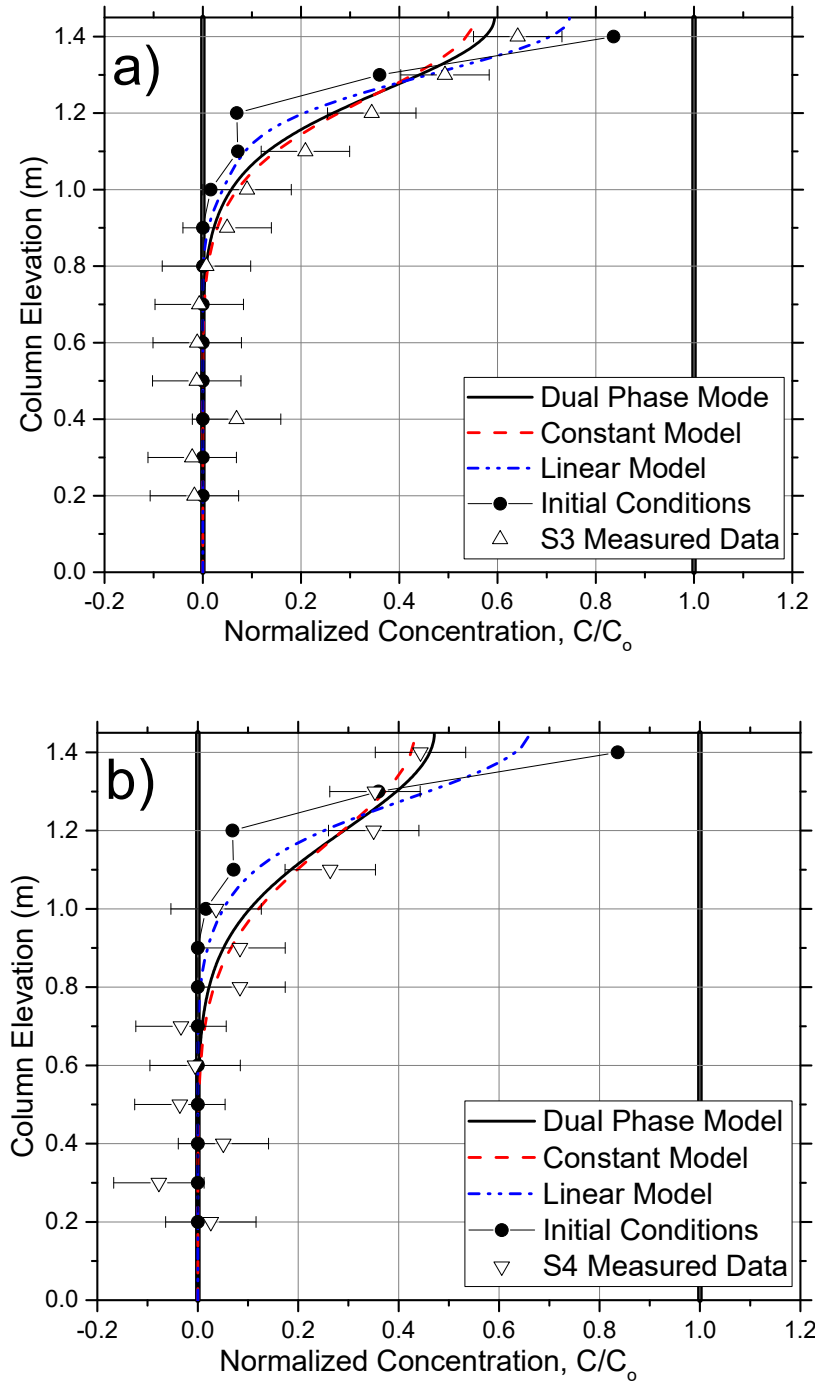 a)
Column Elevation (m)
1.4
1.2
1.0
0.8
0.6
0.4
0.2
0.0
Dual Phase Mode
Constant Model
Linear Model
Initial Conditions
S3 Measured Data
-0.2 0.0 0.2 0.4 0.6 0.8 1.0 1.2
Normalized Concentration, C/Co
b)
Column Elevation (m)
1.4
1.2
1.0
0.8
0.6
0.4
0.2
0.0
Dual Phase Model
Constant Model
Linear Model
Initial Conditions
S4 Measured Data
-0.2 0.0 0.2 0.4 0.6 0.8 1.0 1.2
Normalized Concentration, C/Co